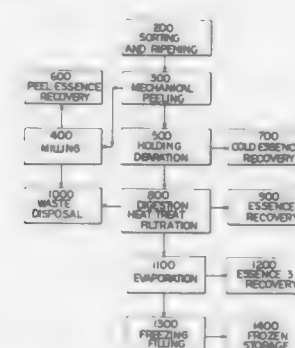 200
SORTING
AND RIPENING
600
PEEL ESSENCE
RECOVERY
300
MECHANICAL
PEELING
400
MILLING
500
HOLDING
DEARATION
700
COLD ESSENCE
RECOVERY
1000
WASTE
DISPOSAL
800
DIGESTION
HEAT TREAT
FILTRATION
900
ESSENCE
RECOVERY
1100
EVAPORATION
1200
ESSENCE 3
RECOVERY
1300
FREEZING
FILLING
1400
FROZEN
STORAGE